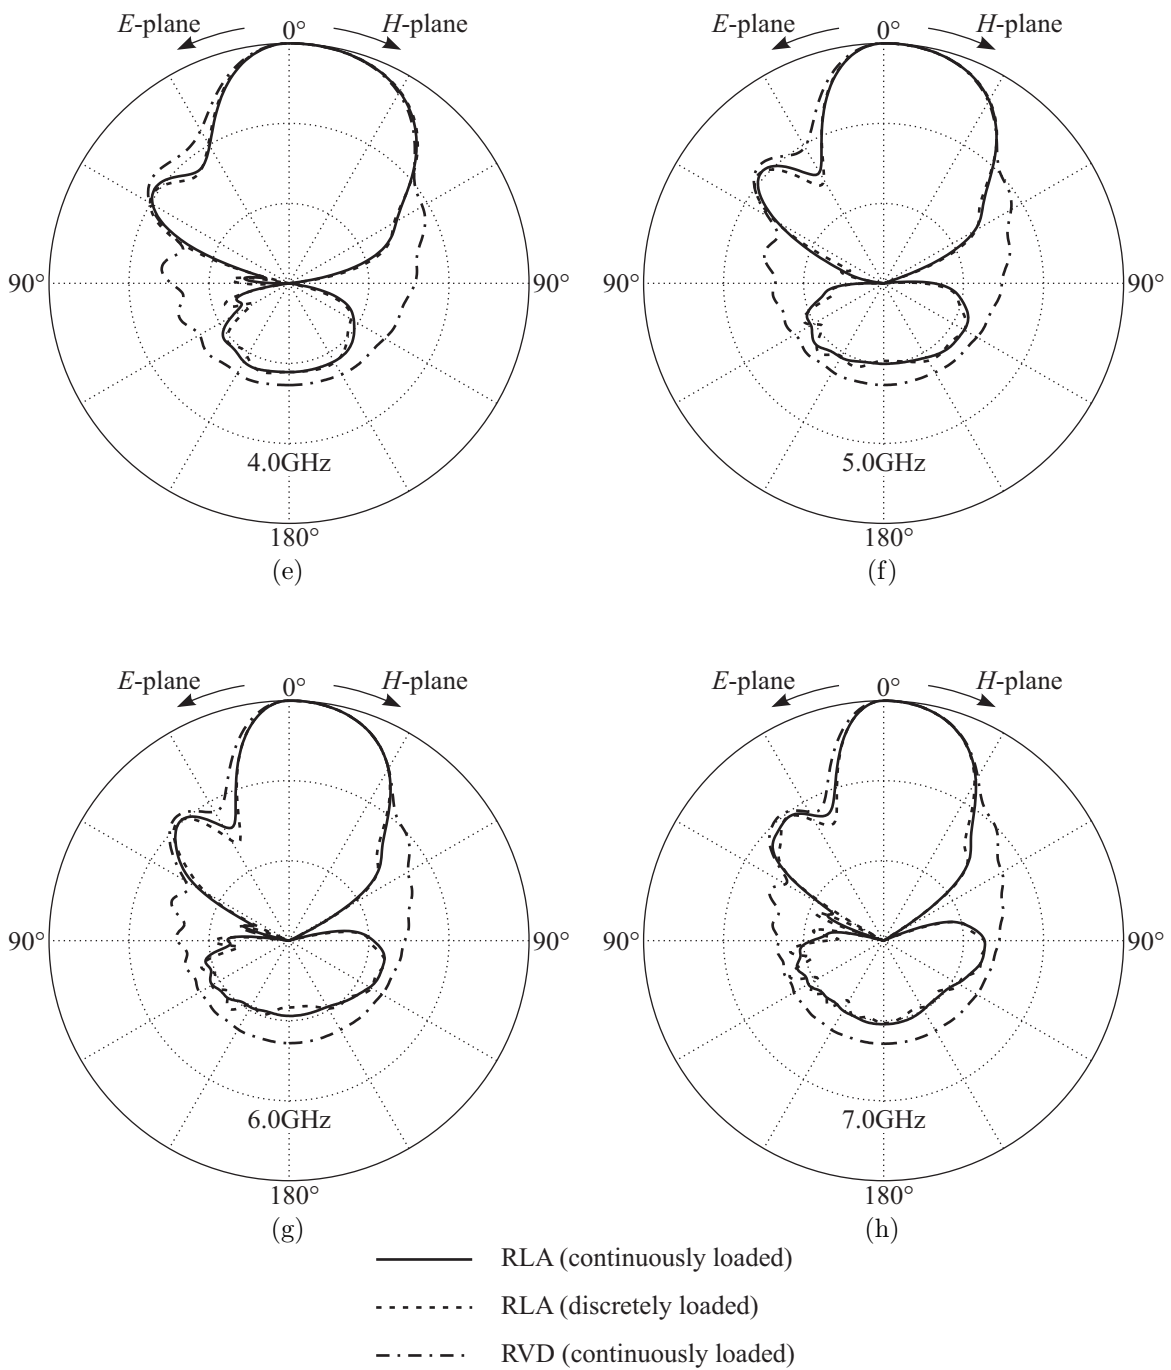 E-plane 0° H-plane
90° 90°
4.0GHz
180°
(e)
E-plane 0° H-plane
90° 90°
5.0GHz
180°
(f)
E-plane 0° H-plane
90° 90°
6.0GHz
180°
(g)
E-plane 0° H-plane
90° 90°
7.0GHz
180°
(h)
RLA (continuously loaded)
RLA (discretely loaded)
RVD (continuously loaded)